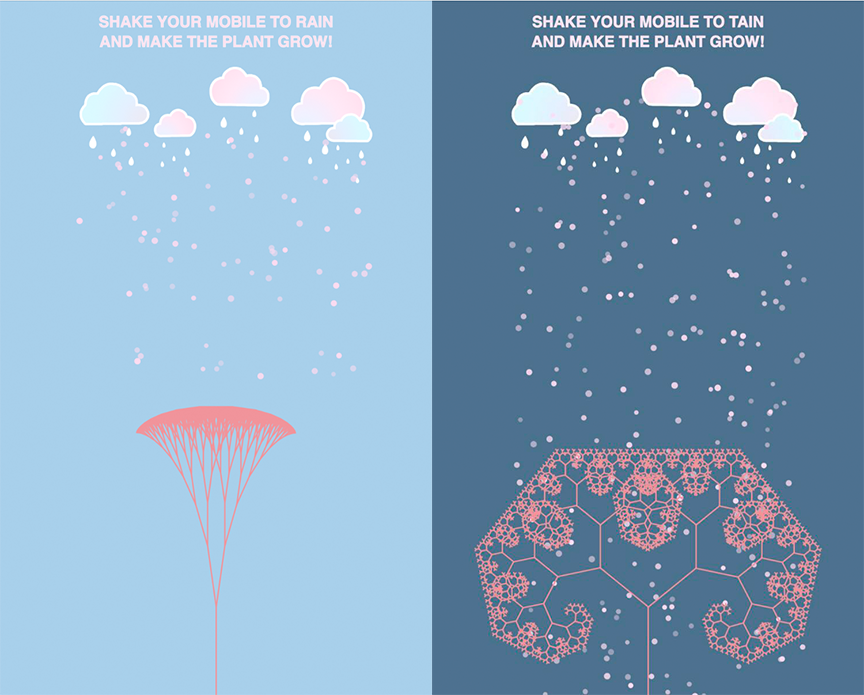 SHAKE YOUR MOBILE TO RAIN
AND MAKE THE PLANT GROW!
SHAKE YOUR MOBILE TO TAIN
AND MAKE THE PLANT GROW!